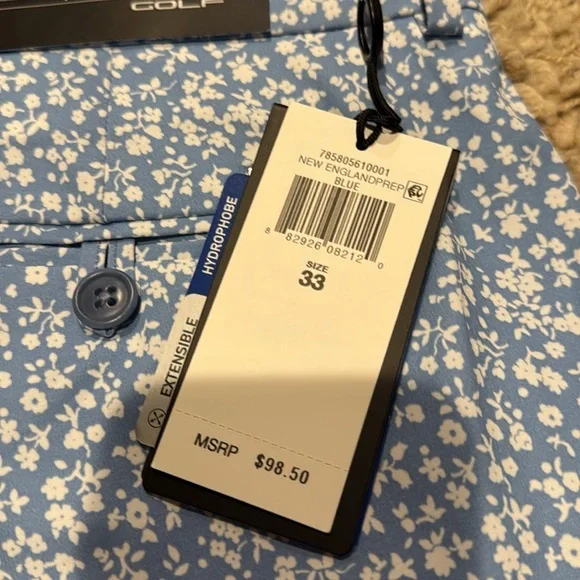 GOLF
785805610001
NEW ENGLANDPREP
BLUE
8 82926 08212 0
SIZE
33
MSRP $98.50
HYDROPHOBE
EXTENSIBLE